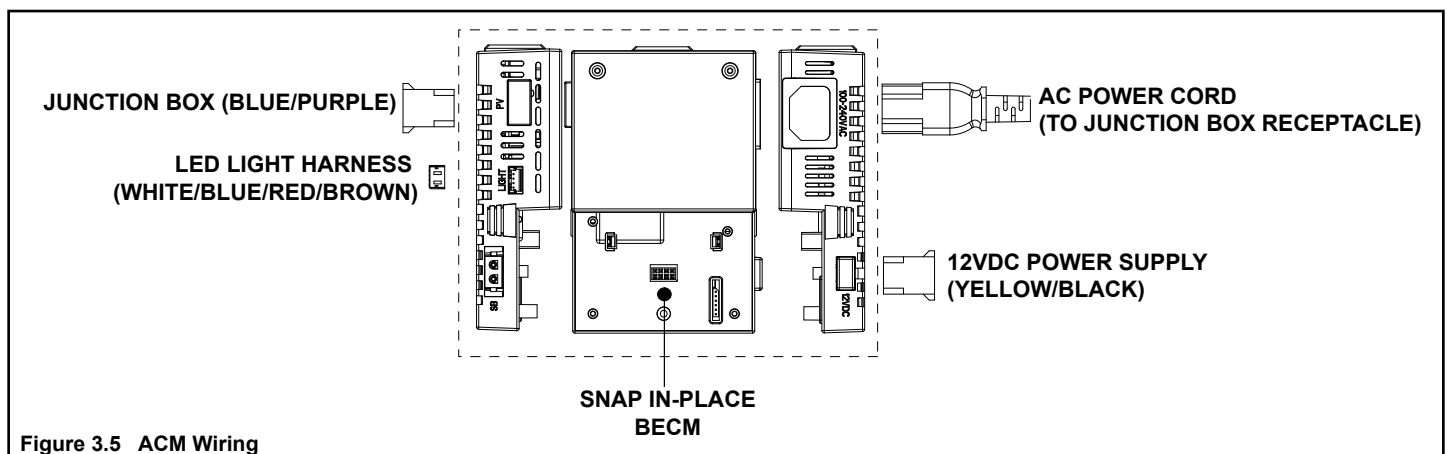 JUNCTION BOX (BLUE/PURPLE)
LED LIGHT HARNESS
(WHITE/BLUE/RED/BROWN)
PV
LIGHT
GS
100-240VAC
12VDC
AC POWER CORD
(TO JUNCTION BOX RECEPTACLE)
12VDC POWER SUPPLY
(YELLOW/BLACK)
SNAP IN-PLACE
BECM
Figure 3.5 ACM Wiring